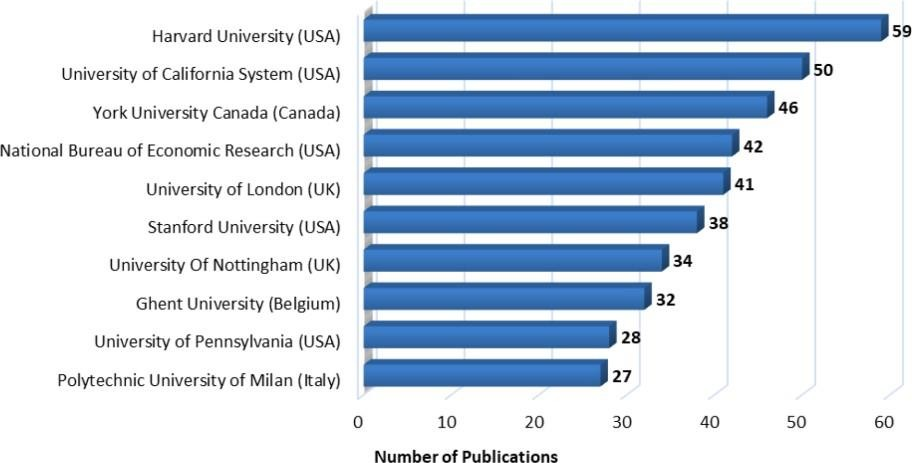 Harvard University (USA) 59
University of California System (USA) 50
York University Canada (Canada) 46
National Bureau of Economic Research (USA) 42
University of London (UK) 41
Stanford University (USA) 38
University Of Nottingham (UK) 34
Ghent University (Belgium) 32
University of Pennsylvania (USA) 28
Polytechnic University of Milan (Italy) 27
0 10 20 30 40 50 60
Number of Publications